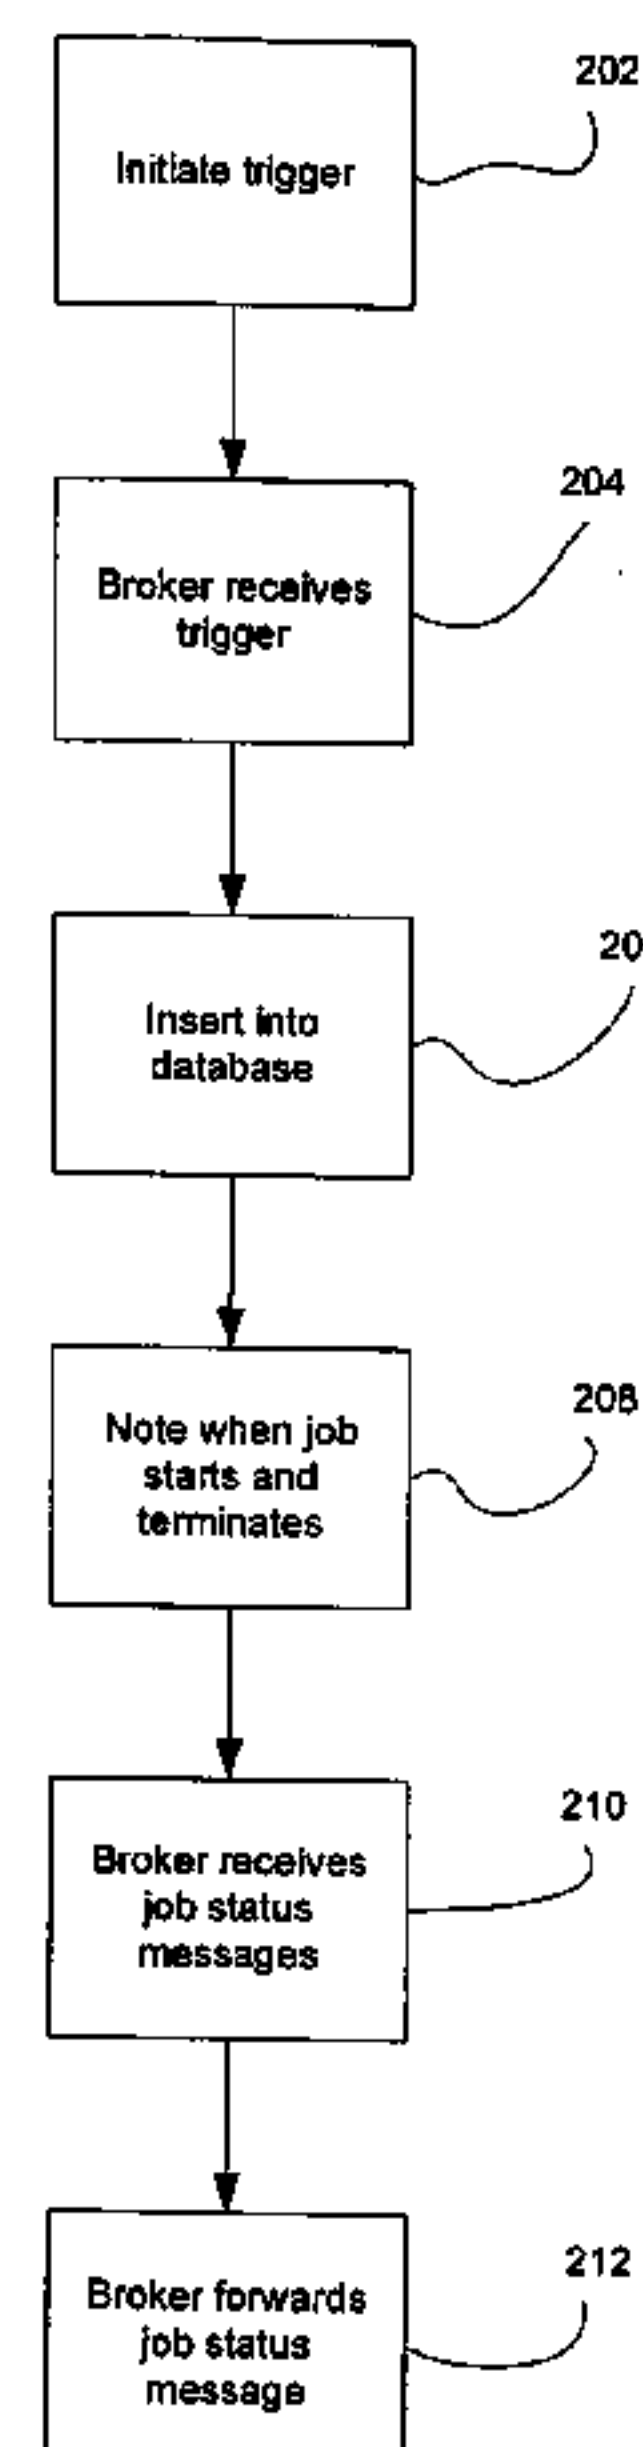 202
Initiate trigger
204
Broker receives
trigger
20
Insert into
database
208
Note when job
starts and
terminates
210
Broker receives
job status
messages
212
Broker forwards
job status
message